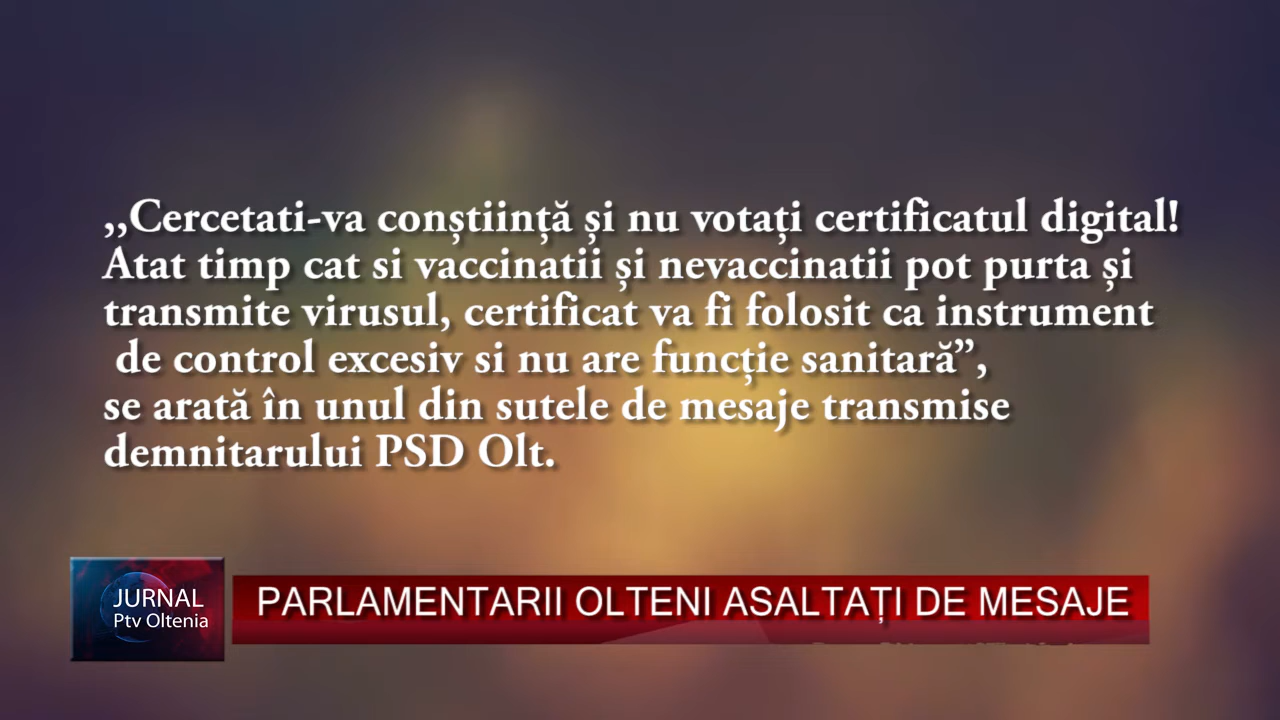 ,,Cercetati-va conștiință și nu votați certificatul digital!
Atat timp cat si vaccinatii și nevaccinatii pot purta și
transmite virusul, certificat va fi folosit ca instrument
de control excesiv si nu are funcție sanitară”,
se arată în unul din sutele de mesaje transmise
demnitarului PSD Olt.
JURNAL
Ptv Oltenia
PARLAMENTARII OLTENI ASALTAȚI DE MESAJE